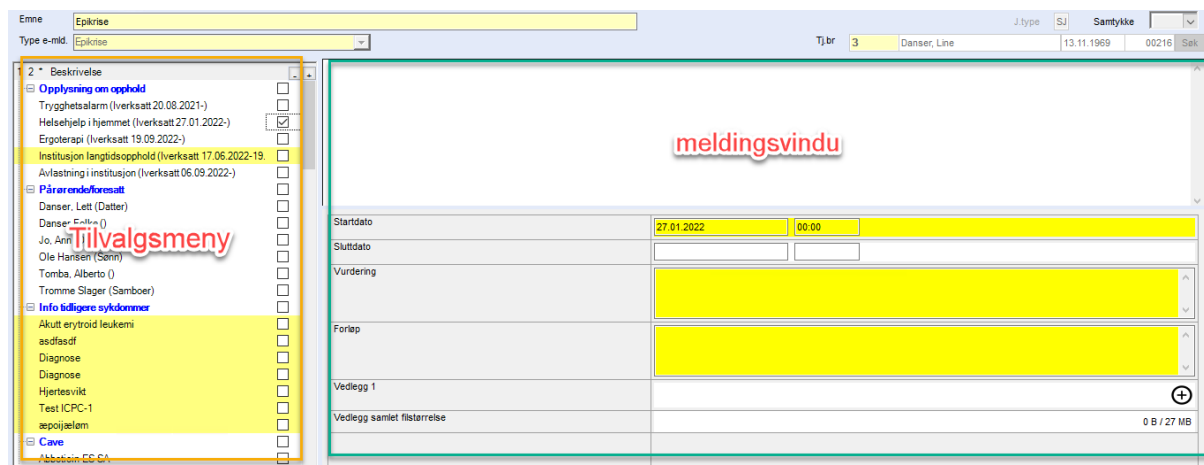 Emne Epikrise J.type SJ Samtykke
Type e-mld. Epikrise Tj.br 3 Danser, Line 13.11.1969 00216 Søk
1 2 * Beskrivelse - +
Opplysning om opphold
Trygghetsalarm (Iverksatt 20.08.2021-)
Helsehjelp i hjemmet (Iverksatt 27.01.2022-)
Ergoterapi (Iverksatt 19.09.2022-)
Institusjon langtidsopphold (Iverksatt 17.06.2022-19.
Avlastning i institusjon (Iverksatt 06.09.2022-)
Pårørende/foresatt
Danser, Lett (Datter)
Danser Folke ()
Jo, Ann
Ole Hansen (Sønn)
Tomba, Alberto ()
Tromme Slager (Samboer)
Info tidligere sykdommer
Akutt erytroid leukemi
asdfasdf
Diagnose
Diagnose
Hjertesvikt
Test ICPC-1
æpoijæløm
Cave
Tilvalgsmeny
meldingsvindu
Startdato 27.01.2022 00:00
Sluttdato
Vurdering
Forløp
Vedlegg 1
Vedlegg samlet filstørrelse 0 B / 27 MB